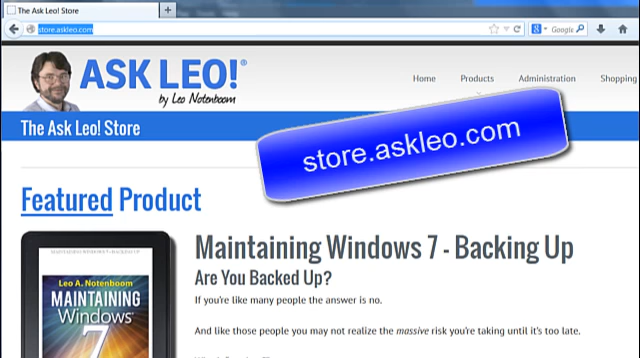 The Ask Leo! Store
store.askleo.com
Google
ASK LEO!®
by Leo Notenboom
Home Products Administration Shopping
The Ask Leo! Store
store.askleo.com
Featured Product
Maintaining Windows 7 - Backing Up
Are You Backed Up?
If you're like many people the answer is no.
And like those people you may not realize the massive risk you're taking until it's too late.
Leo A. Notenboom
MAINTAINING
Windows
7